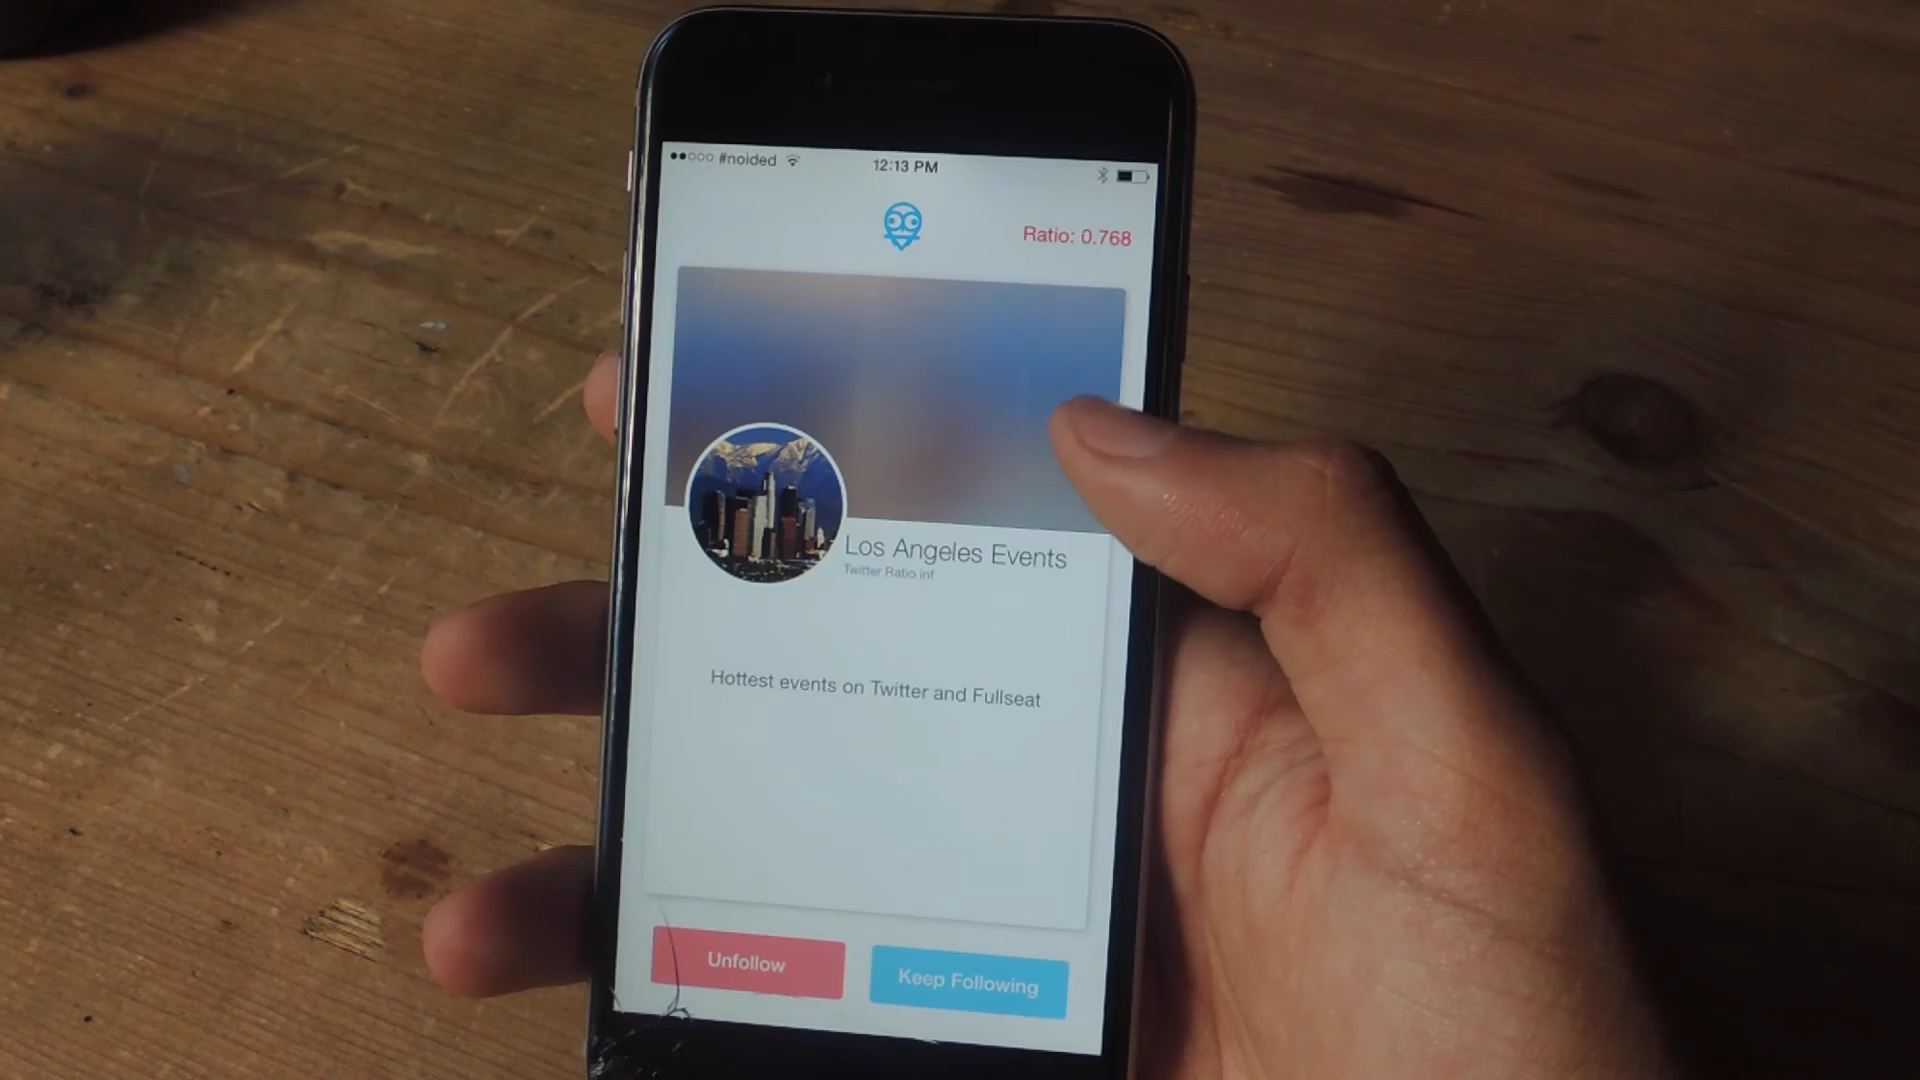 #noided 12:13 PM
Ratio: 0.768
Los Angeles Events
Twitter Ratio inf
Hottest events on Twitter and Fullseat
Unfollow
Keep Following